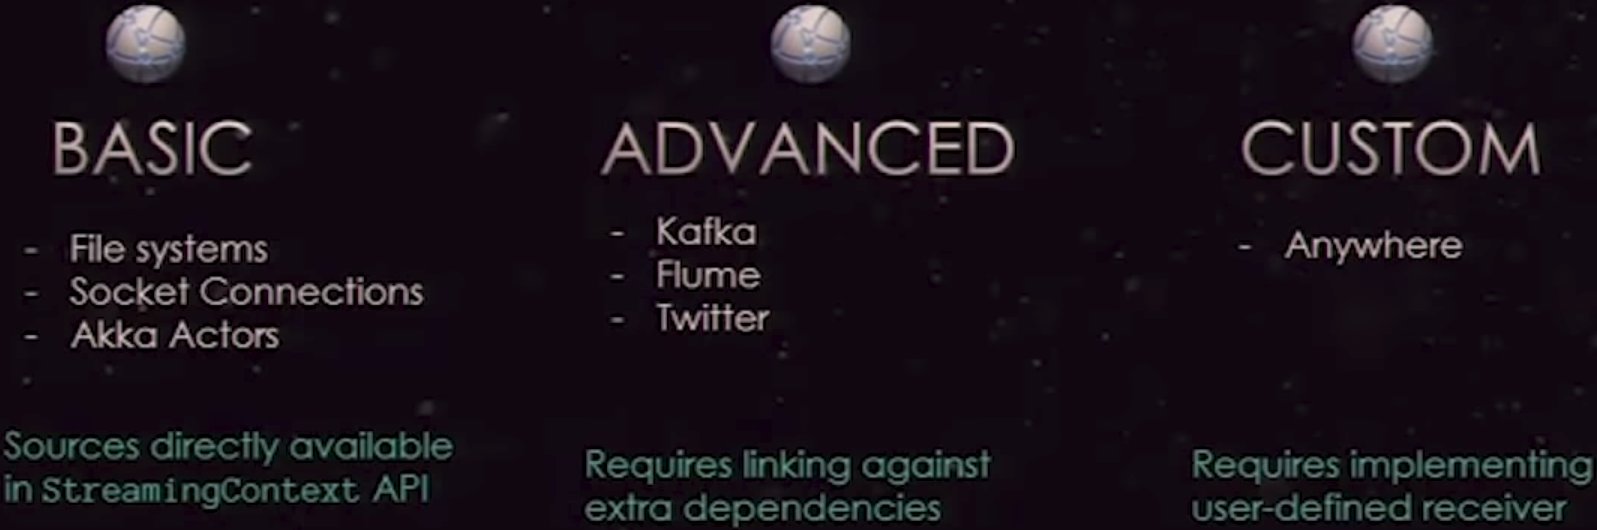 BASIC
- File systems
- Socket Connections
- Akka Actors
Sources directly available
in StreamingContext API
ADVANCED
- Kafka
- Flume
- Twitter
Requires linking against
extra dependencies
CUSTOM
- Anywhere
Requires implementing
user-defined receiver